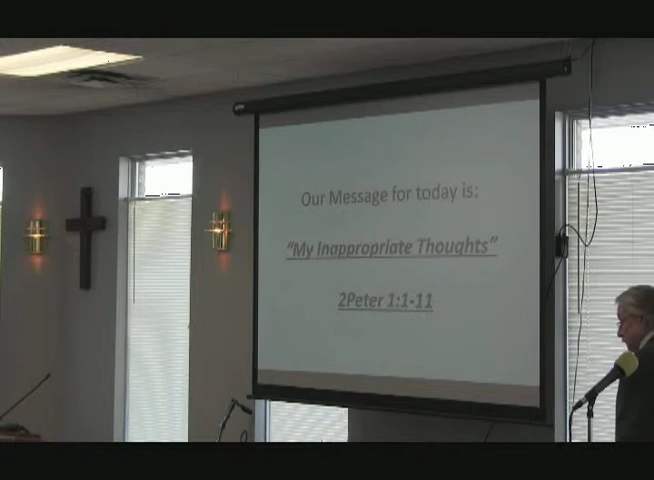 Our Message for today is:
“My Inappropriate Thoughts”
2Peter 1:1-11